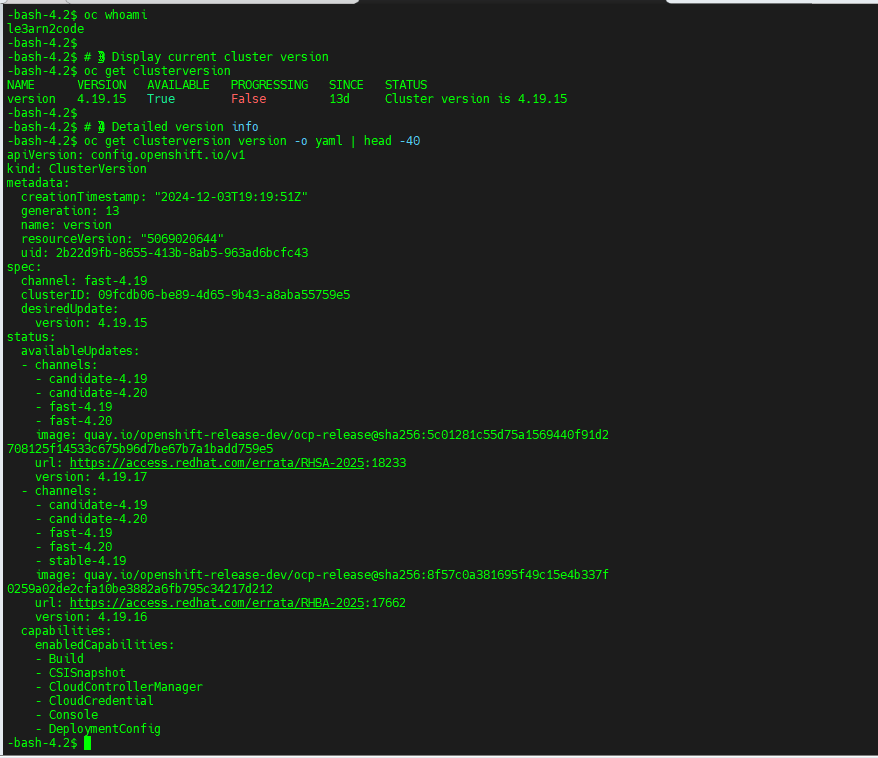 -bash-4.2$ oc whoami
le3arn2code
-bash-4.2$
-bash-4.2$ # Display current cluster version
-bash-4.2$ oc get clusterversion
NAME      VERSION   AVAILABLE   PROGRESSING   SINCE   STATUS
version   4.19.15   True        False         13d     Cluster version is 4.19.15
-bash-4.2$
-bash-4.2$ # Detailed version info
-bash-4.2$ oc get clusterversion version -o yaml | head -40
apiVersion: config.openshift.io/v1
kind: ClusterVersion
metadata:
  creationTimestamp: "2024-12-03T19:19:51Z"
  generation: 13
  name: version
  resourceVersion: "5069020644"
  uid: 2b22d9fb-8655-413b-8ab5-963ad6bcfc43
spec:
  channel: fast-4.19
  clusterID: 09fcdb06-be89-4d65-9b43-a8aba55759e5
  desiredUpdate:
    version: 4.19.15
status:
  availableUpdates:
  - channels:
    - candidate-4.19
    - candidate-4.20
    - fast-4.19
    - fast-4.20
    image: quay.io/openshift-release-dev/ocp-release@sha256:5c01281c55d75a1569440f91d2
708125f14533c675b96d7be67b7a1badd759e5
    url: https://access.redhat.com/errata/RHSA-2025:18233
    version: 4.19.17
  - channels:
    - candidate-4.19
    - candidate-4.20
    - fast-4.19
    - fast-4.20
    - stable-4.19
    image: quay.io/openshift-release-dev/ocp-release@sha256:8f57c0a381695f49c15e4b337f
0259a02de2cfa10be3882a6fb795c34217d212
    url: https://access.redhat.com/errata/RHBA-2025:17662
    version: 4.19.16
  capabilities:
    enabledCapabilities:
    - Build
    - CSISnapshot
    - CloudControllerManager
    - CloudCredential
    - Console
    - DeploymentConfig
-bash-4.2$